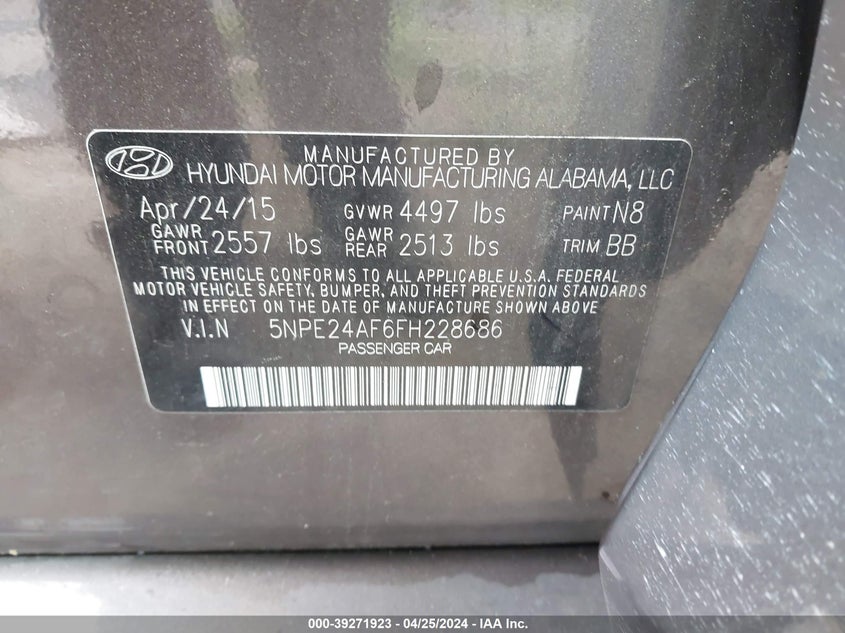 MANUFACTURED BY
HYUNDAI MOTOR MANUFACTURING ALABAMA, LLC
Apr/24/15 GVWR 4497 lbs PAINT N8
GAWR FRONT 2557 lbs GAWR REAR 2513 lbs TRIM BB
THIS VEHICLE CONFORMS TO ALL APPLICABLE U.S.A. FEDERAL
MOTOR VEHICLE SAFETY, BUMPER, AND THEFT PREVENTION STANDARDS
IN EFFECT ON THE DATE OF MANUFACTURE SHOWN ABOVE
V.I.N 5NPE24AF6FH228686
PASSENGER CAR
000-39271923 - 04/25/2024 - IAA Inc.